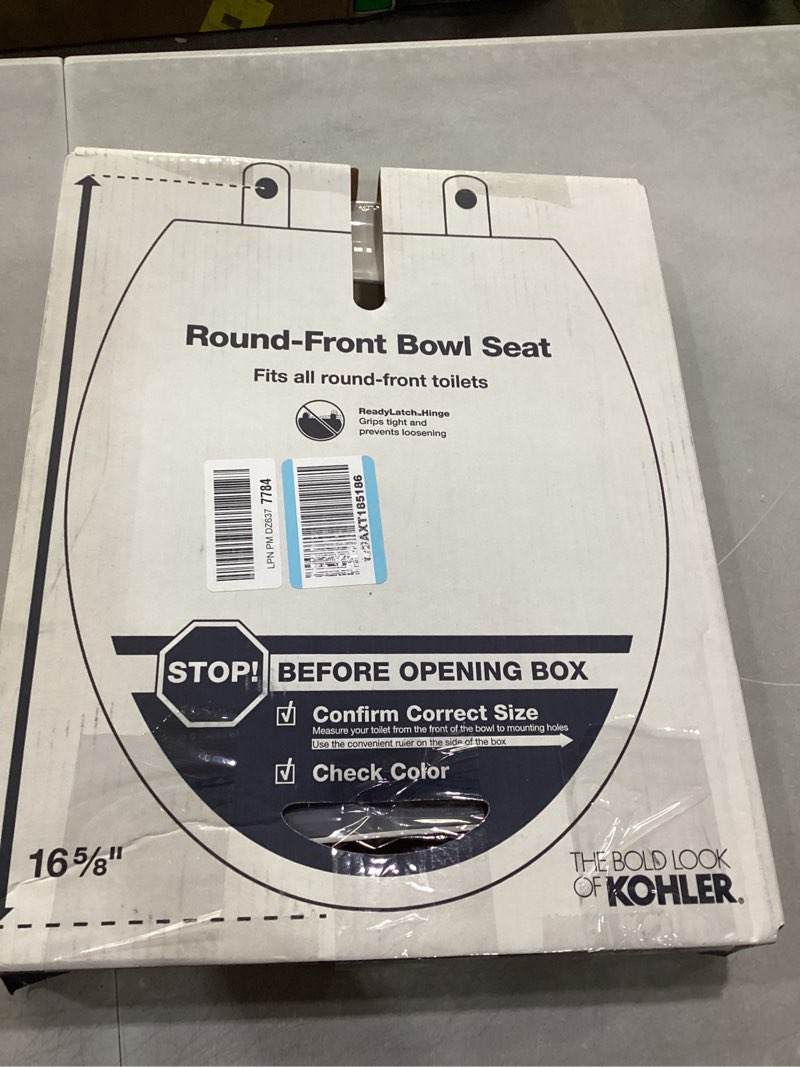 Round-Front Bowl Seat
Fits all round-front toilets
ReadyLatch™ Hinge
Grips tight and
prevents loosening
LPN PM DZ637 7784
AXT185186
STOP! BEFORE OPENING BOX
Confirm Correct Size
Measure your toilet from the front of the bowl to mounting holes
Use the convenient ruler on the side of the box
Check Color
16 5/8"
THE BOLD LOOK
OF KOHLER®